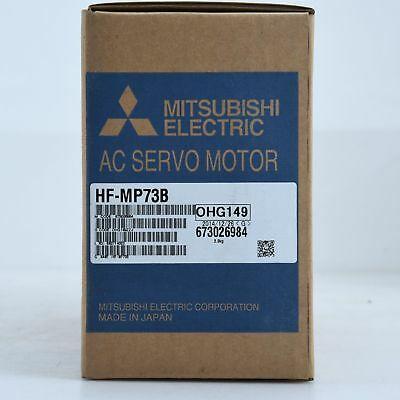 MITSUBISHI
ELECTRIC
AC SERVO MOTOR
HF-MP73B
OHG149
673026984
MITSUBISHI ELECTRIC CORPORATION
MADE IN JAPAN